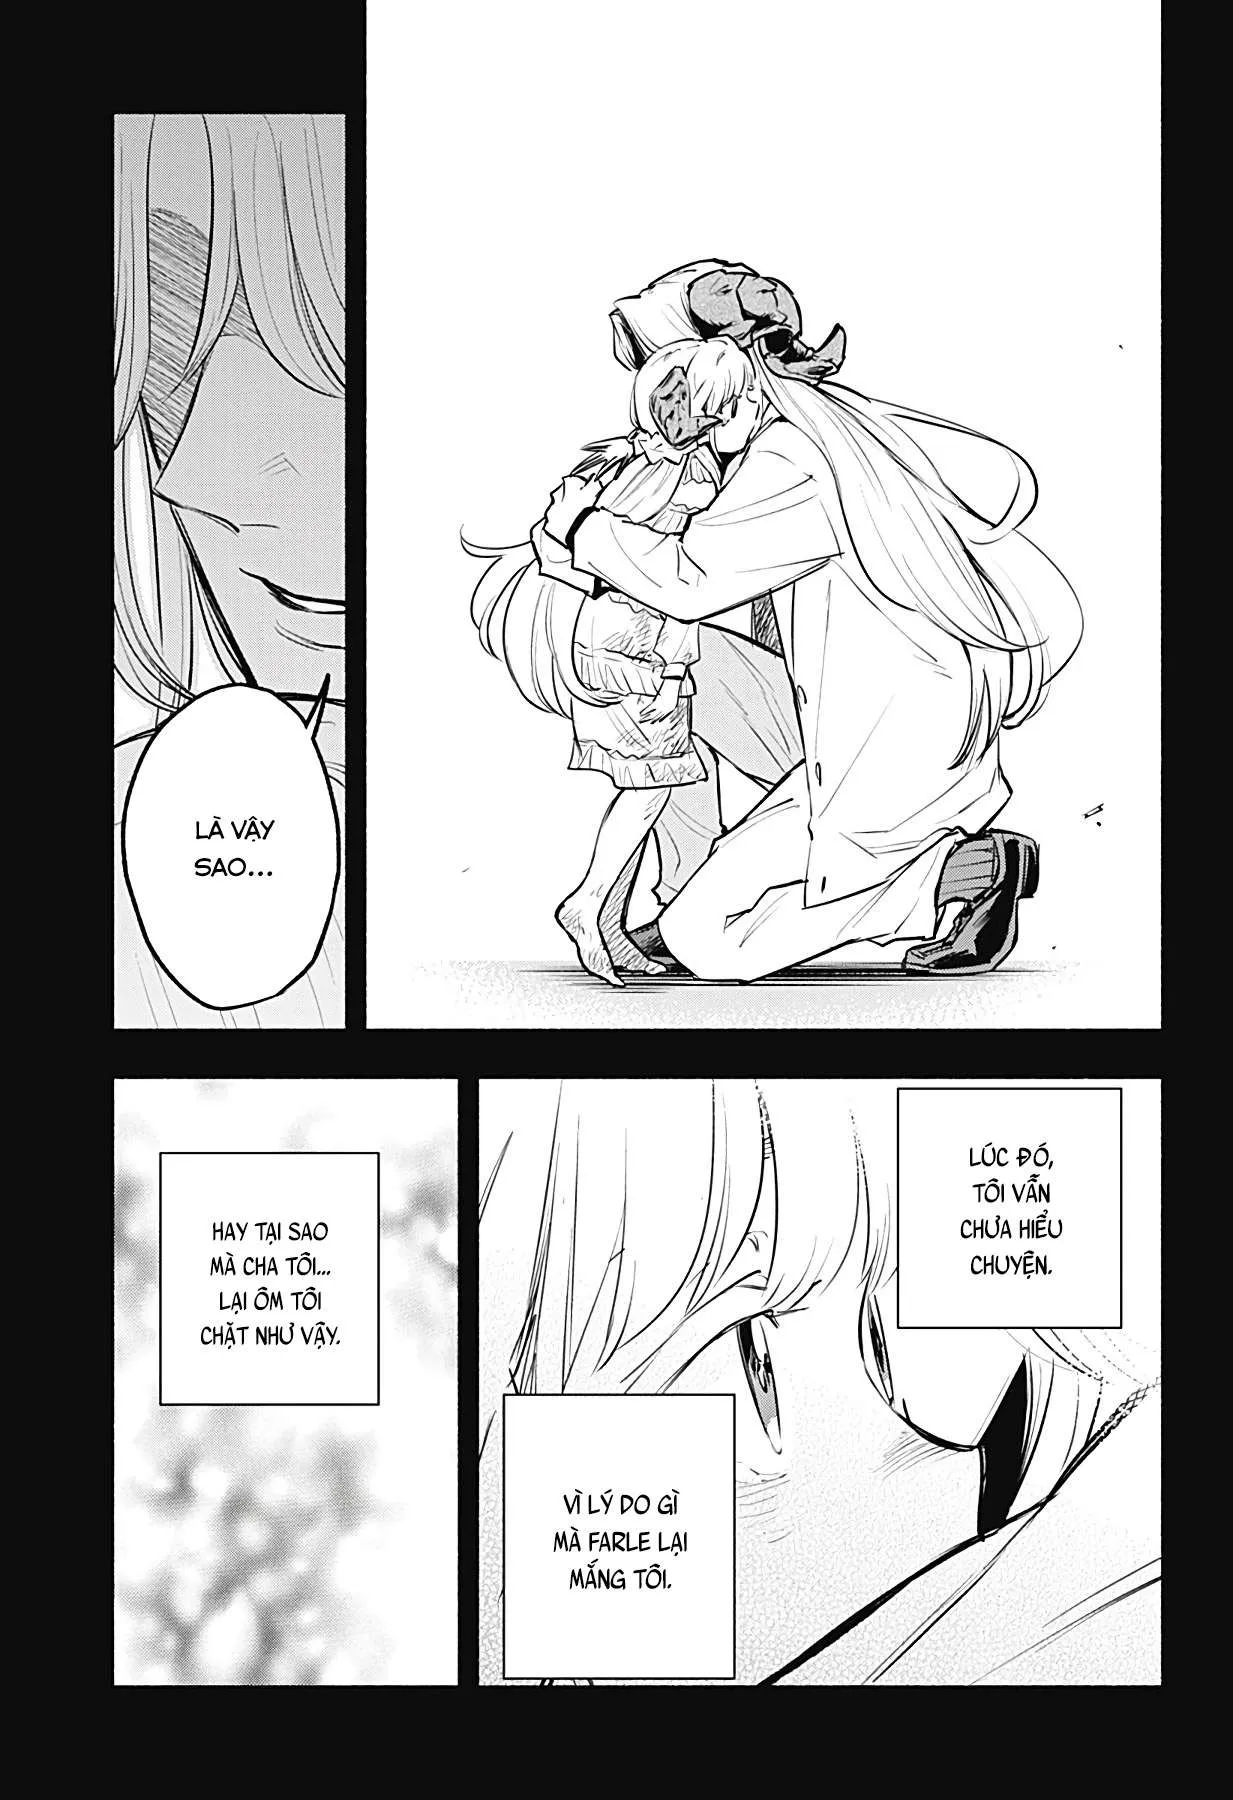 LÀ VẬY
SAO...
LÚC ĐÓ,
TÔI VẪN
CHƯA HIỂU
CHUYỆN.
VÌ LÝ DO GÌ
MÀ FARLE LẠI
MẮNG TÔI.
HAY TẠI SAO
MÀ CHA TÔI...
LẠI ÔM TÔI
CHẶT NHƯ VẬY.